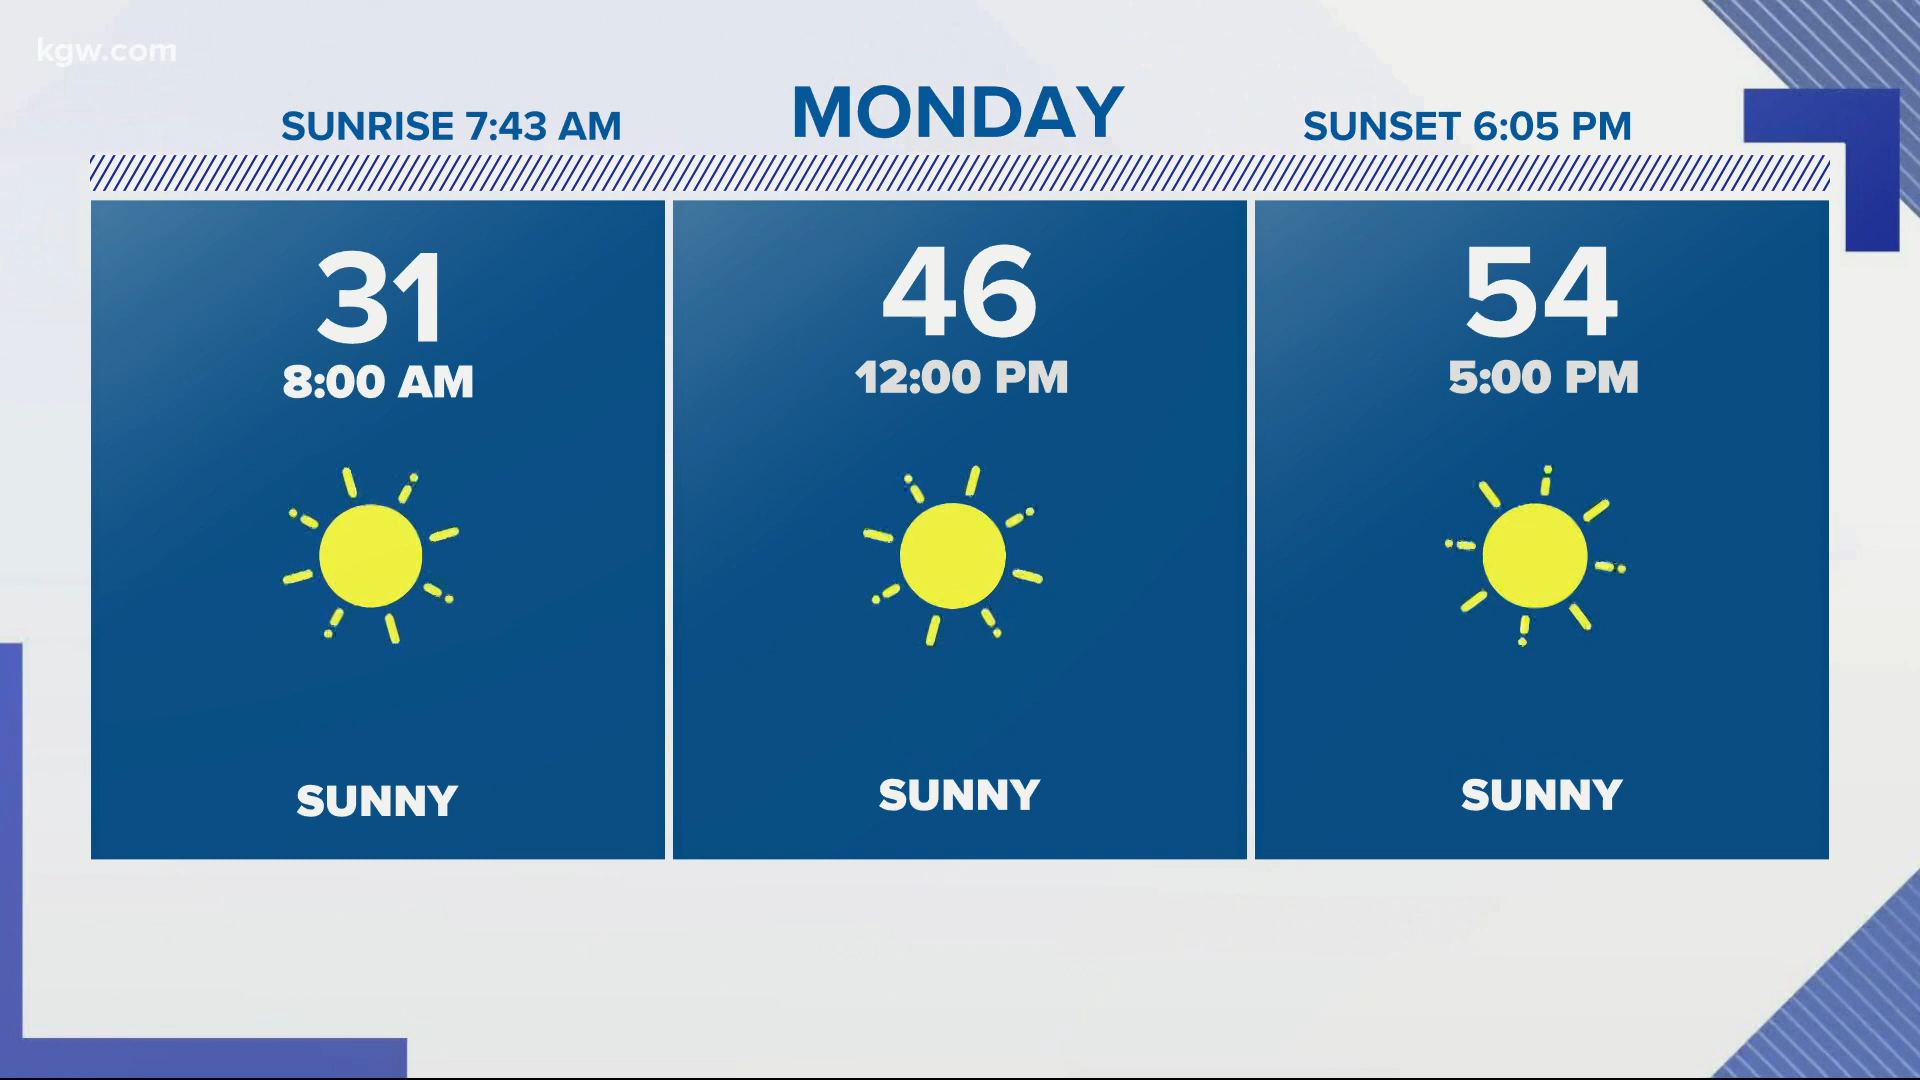 kgw.com
SUNRISE 7:43 AM
MONDAY
SUNSET 6:05 PM
31
8:00 AM
SUNNY
46
12:00 PM
SUNNY
54
5:00 PM
SUNNY